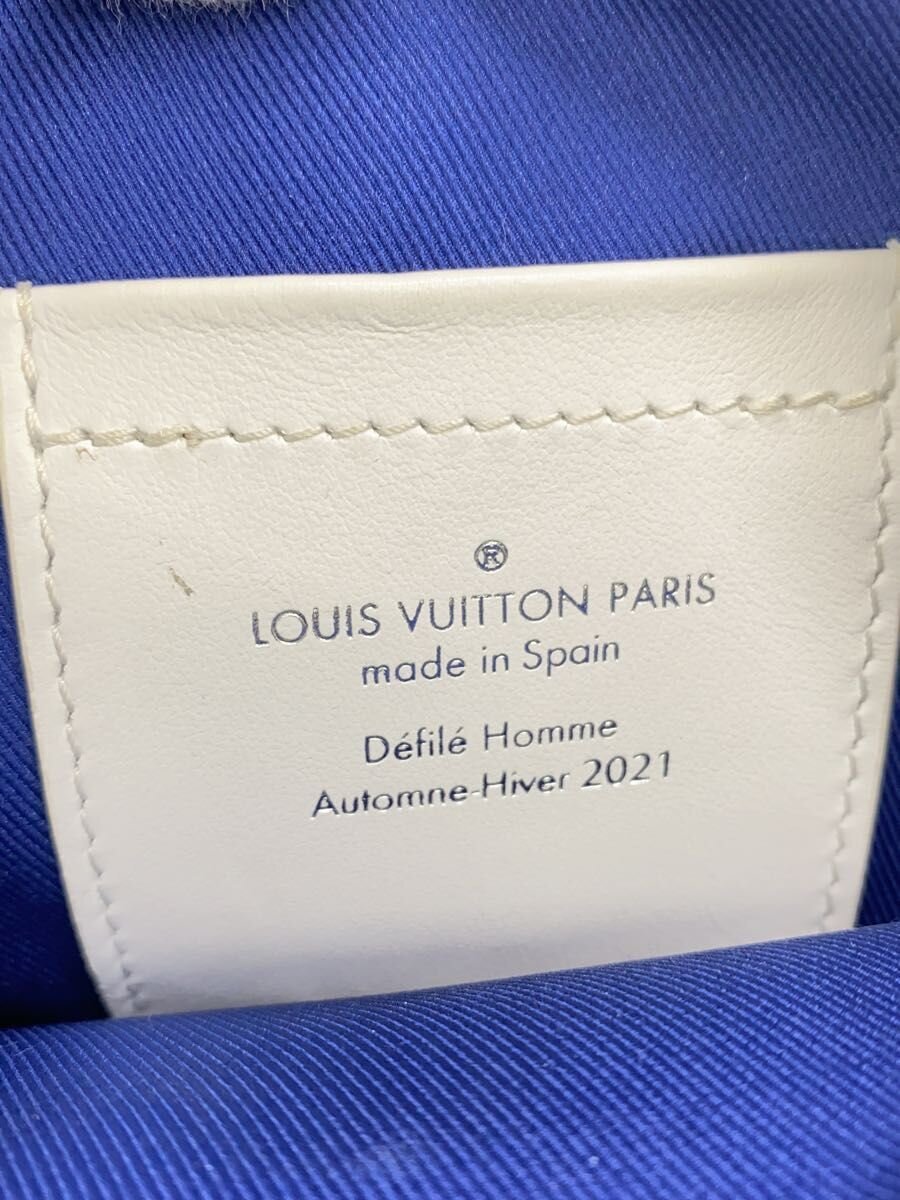 ®
LOUIS VUITTON PARIS
made in Spain
Défilé Homme
Automne-Hiver 2021